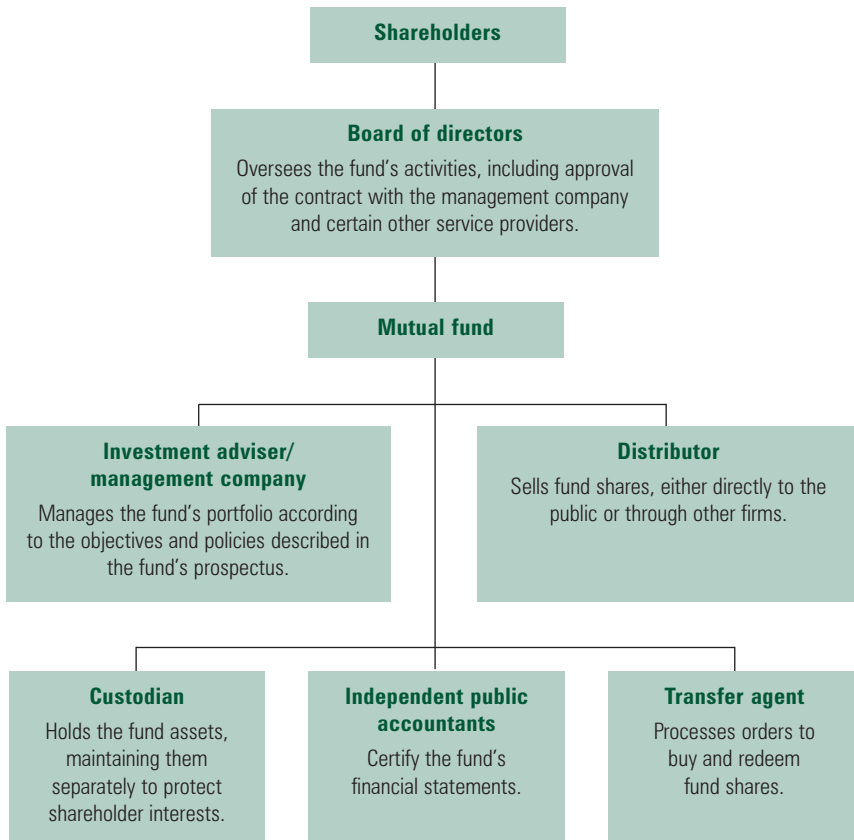 Shareholders
Board of directors
Oversees the fund's activities, including approval
of the contract with the management company
and certain other service providers.
Mutual fund
Investment adviser/
management company
Manages the fund's portfolio according
to the objectives and policies described in
the fund's prospectus.
Distributor
Sells fund shares, either directly to the
public or through other firms.
Custodian
Holds the fund assets,
maintaining them
separately to protect
shareholder interests.
Independent public
accountants
Certify the fund's
financial statements.
Transfer agent
Processes orders to
buy and redeem
fund shares.